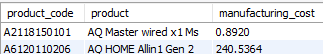 product_code product manufacturing_cost
A2118150101 AQ Master wired x1 Ms 0.8920
A6120110206 AQ HOME Allin1 Gen 2 240.5364